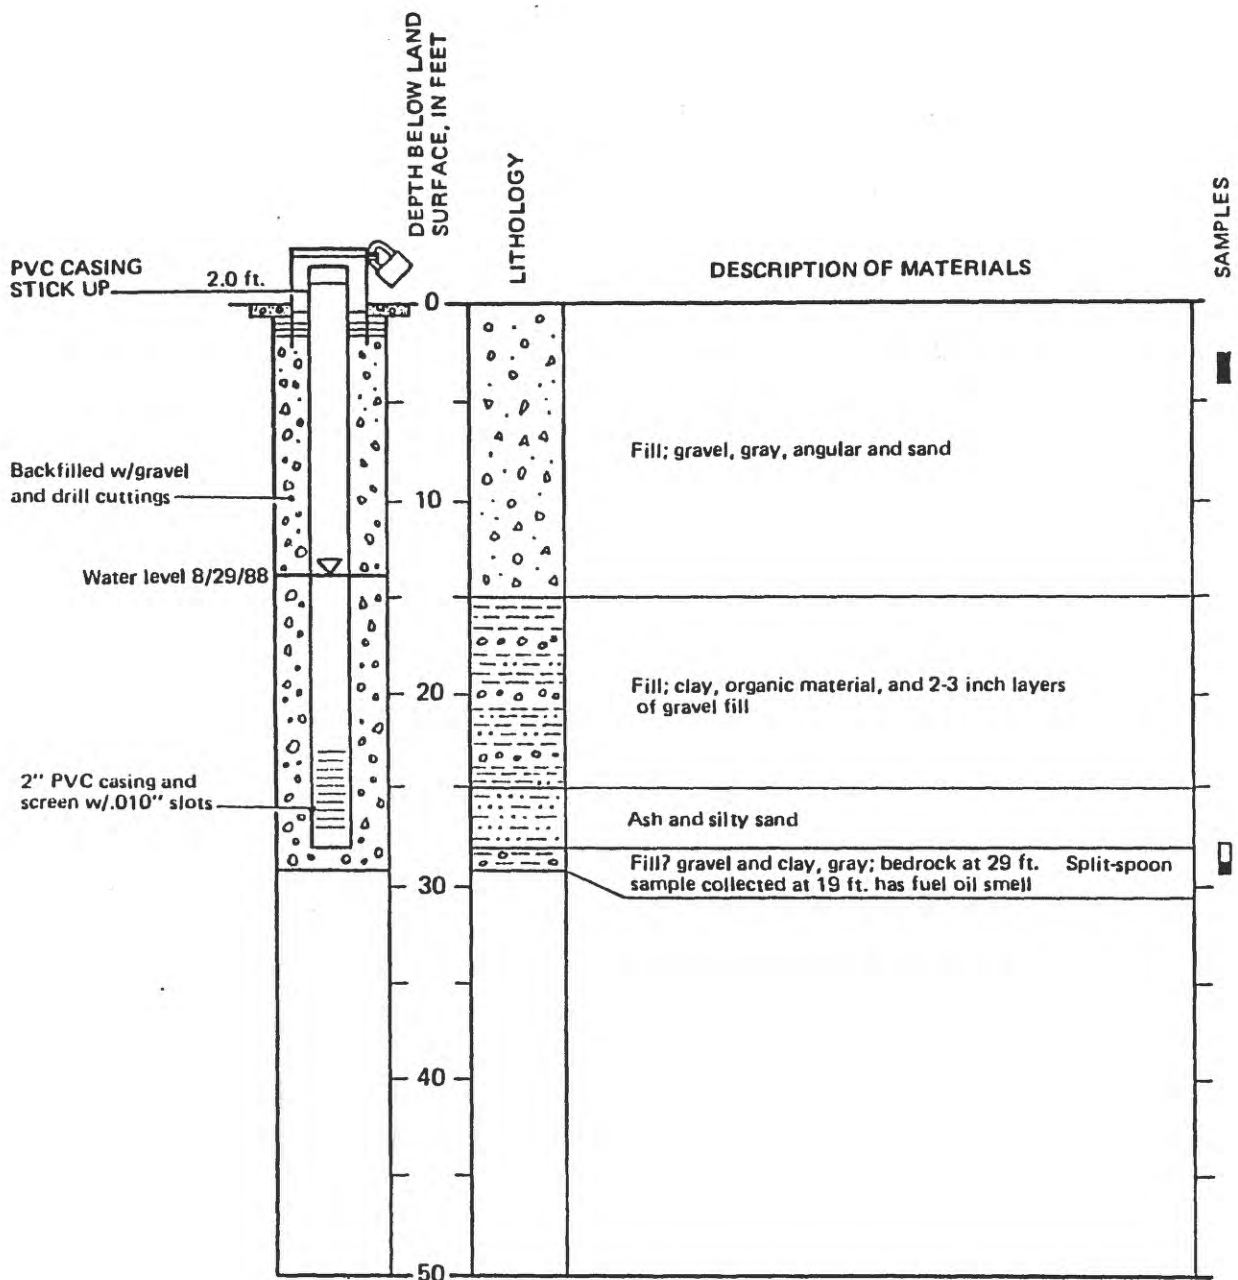 DEPTH BELOW LAND
SURFACE, IN FEET
LITHOLOGY
DESCRIPTION OF MATERIALS
SAMPLES
PVC CASING
STICK UP
2.0 ft.
Backfilled w/gravel
and drill cuttings
Water level 8/29/88
2" PVC casing and
screen w/.010" slots
0
10
20
30
40
50
Fill; gravel, gray, angular and sand
Fill; clay, organic material, and 2-3 inch layers
of gravel fill
Ash and silty sand
Fill? gravel and clay, gray; bedrock at 29 ft. Split-spoon
sample collected at 19 ft. has fuel oil smell